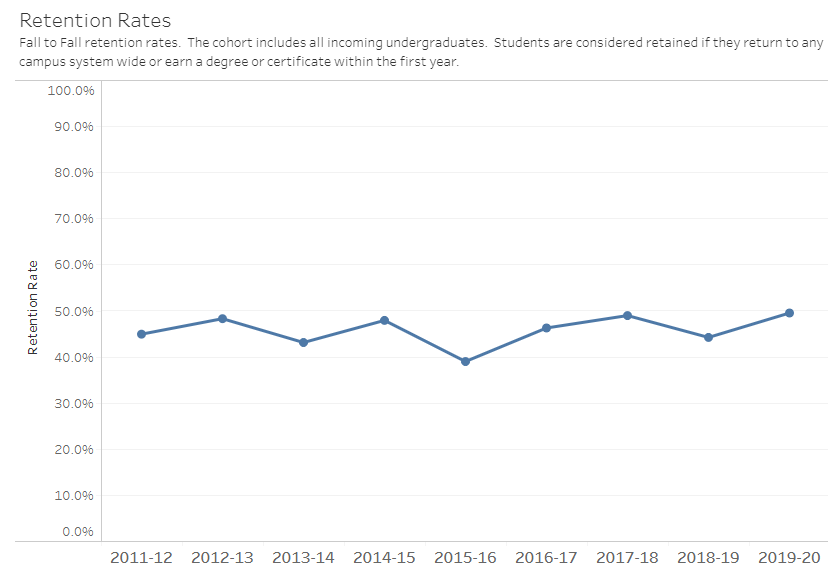 Retention Rates
Fall to Fall retention rates.  The cohort includes all incoming undergraduates.  Students are considered retained if they return to any
campus system wide or earn a degree or certificate within the first year.
100.0%
90.0%
80.0%
70.0%
60.0%
50.0%
40.0%
30.0%
20.0%
10.0%
0.0%
Retention Rate
2011-12 2012-13 2013-14 2014-15 2015-16 2016-17 2017-18 2018-19 2019-20